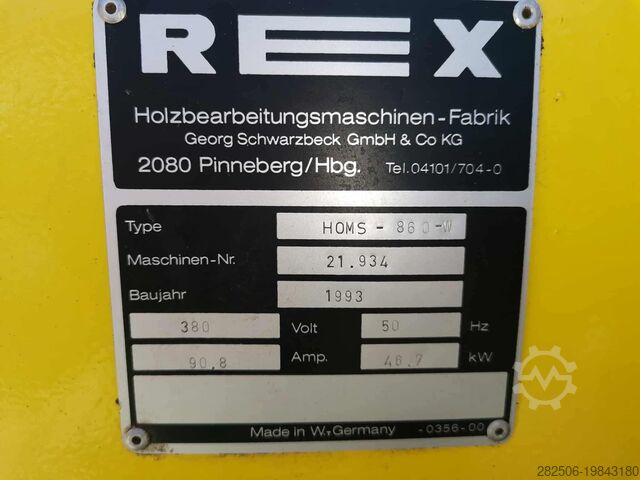 REX
Holzbearbeitungsmaschinen-Fabrik
Georg Schwarzbeck GmbH & Co KG
2080 Pinneberg/Hbg. Tel.04101/704-0
Type HOMS - 860-W
Maschinen-Nr. 21.934
Baujahr 1993
380 Volt 50 Hz
90,8 Amp. 46,7 kW
Made in W.Germany -0356-00
282506-19843180